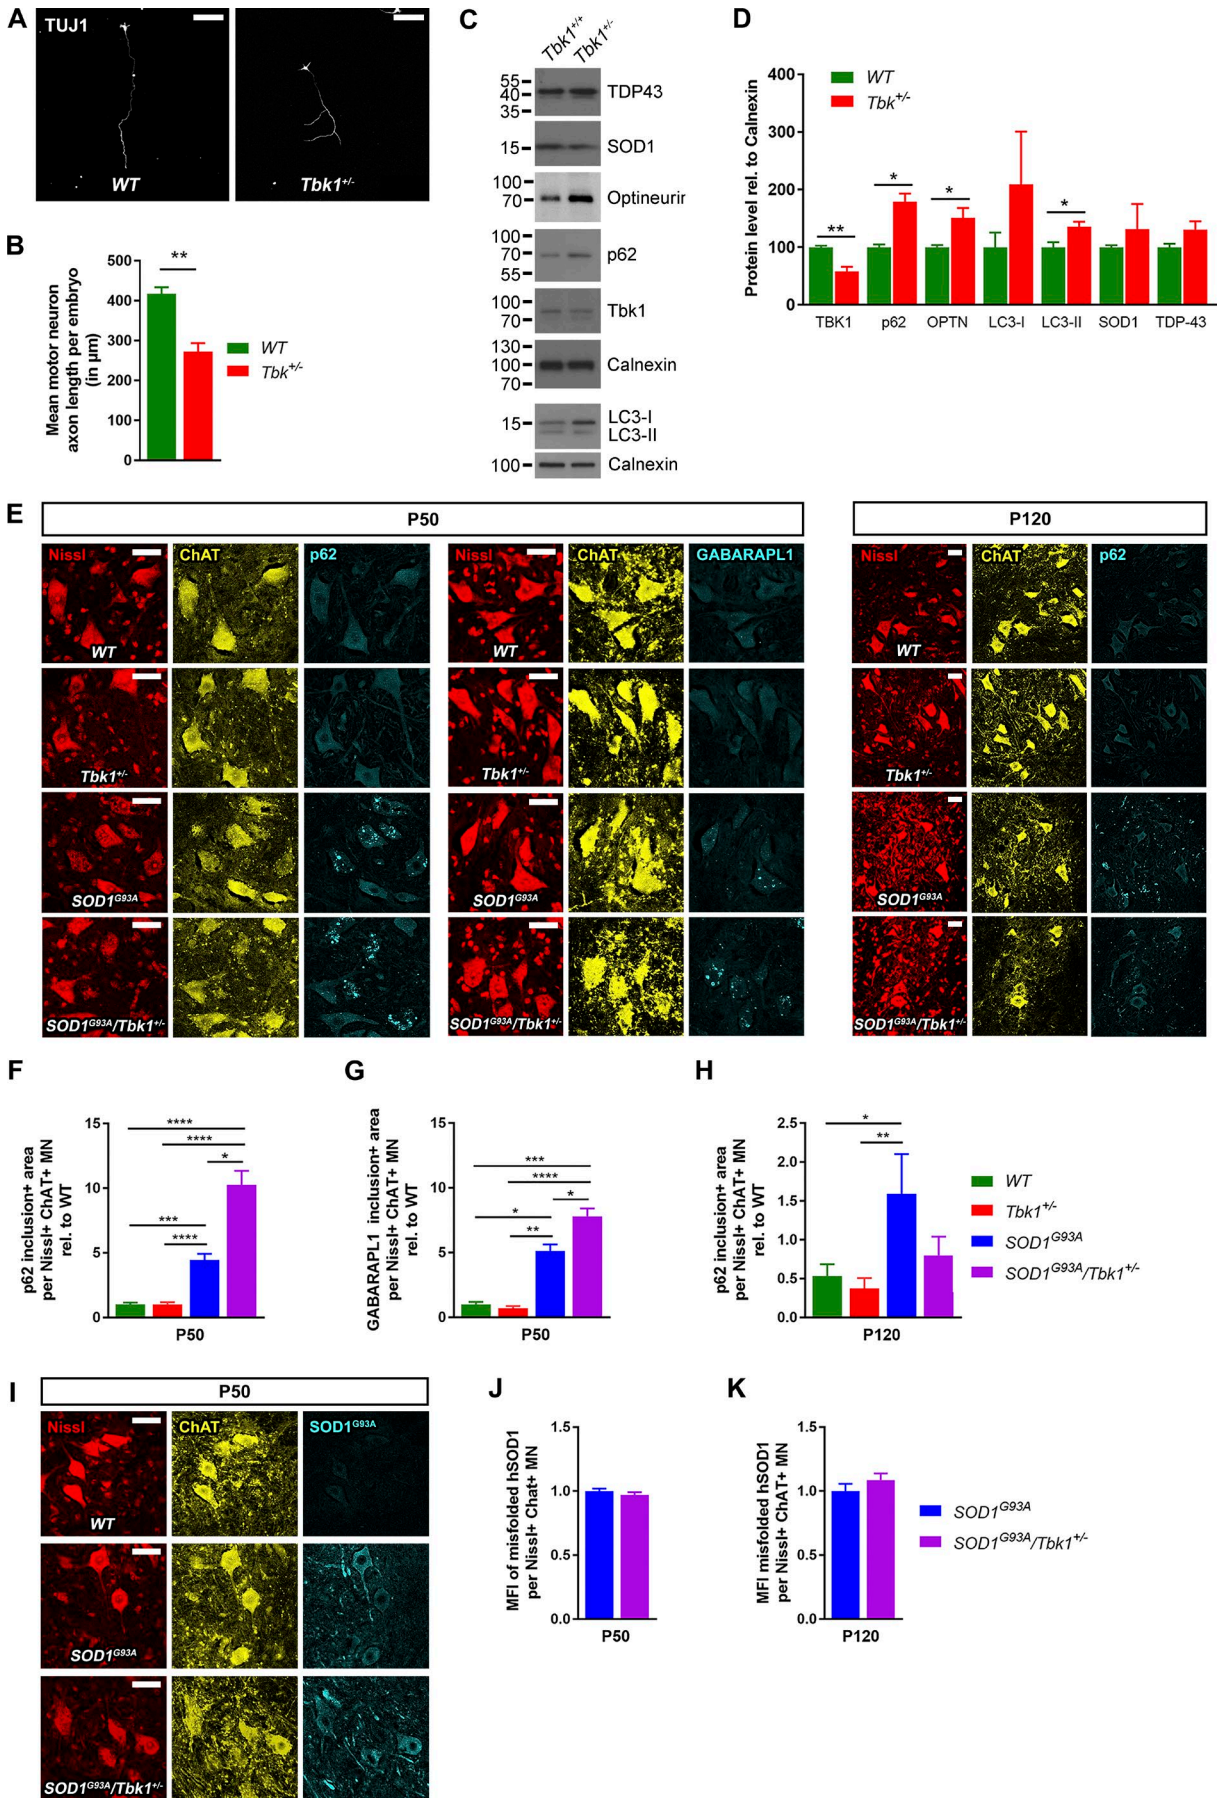 A
TUJ1
WT
Tbk1+/-
B
Mean motor neuron
axon length per embryo
(in µm)
500
400
300
200
100
0
**
WT
Tbk+/-
C
Tbk1+/+
Tbk1+/-
55
40
35
TDP43
15
SOD1
100
70
Optineurir
100
70
55
p62
100
70
Tbk1
130
100
70
Calnexin
15
LC3-I
LC3-II
100
Calnexin
D
Protein level rel. to Calnexin
400
300
200
100
0
WT
Tbk+/-
**
*
*
*
TBK1
p62
OPTN
LC3-I
LC3-II
SOD1
TDP-43
E
P50
P120
Nissl
ChAT
p62
Nissl
ChAT
GABARAPL1
Nissl
ChAT
p62
WT
WT
WT
Tbk1+/-
Tbk1+/-
Tbk1+/-
SOD1G93A
SOD1G93A
SOD1G93A
SOD1G93A/Tbk1+/-
SOD1G93A/Tbk1+/-
SOD1G93A/Tbk1+/-
F
p62 inclusion+ area
per Nissl+ ChAT+ MN
rel. to WT
15
10
5
0
****
****
*
***
****
P50
G
GABARAPL1 inclusion+ area
per Nissl+ ChAT+ MN
rel. to WT
15
10
5
0
***
****
*
*
**
P50
H
p62 inclusion+ area
per Nissl+ ChAT+ MN
rel. to WT
2.5
2.0
1.5
1.0
0.5
0.0
*
**
P120
WT
Tbk1+/-
SOD1G93A
SOD1G93A/Tbk1+/-
I
P50
Nissl
ChAT
SOD1G93A
WT
SOD1G93A
SOD1G93A/Tbk1+/-
J
MFI of misfolded hSOD1
per Nissl+ Chat+ MN
1.5
1.0
0.5
0.0
P50
K
MFI misfolded hSOD1
per Nissl+ ChAT+ MN
1.5
1.0
0.5
0.0
P120
SOD1G93A
SOD1G93A/Tbk1+/-